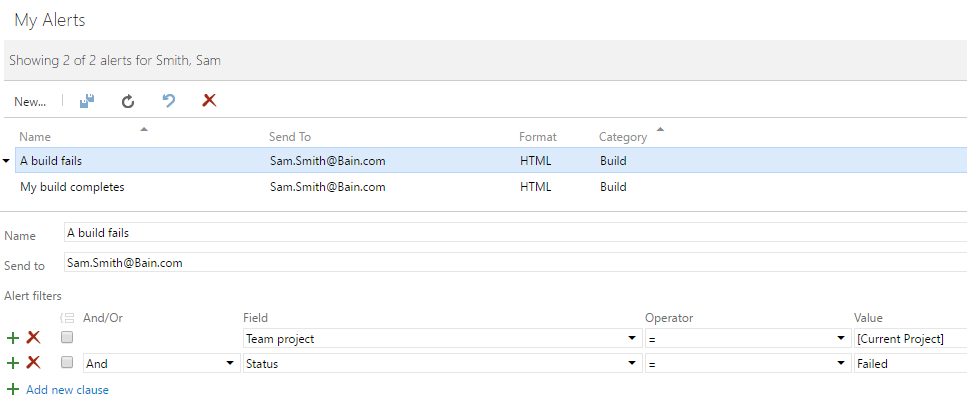 My Alerts
Showing 2 of 2 alerts for Smith, Sam
New...
Name Send To Format Category
A build fails Sam.Smith@Bain.com HTML Build
My build completes Sam.Smith@Bain.com HTML Build
Name A build fails
Send to Sam.Smith@Bain.com
Alert filters
And/Or Field Operator Value
Team project = [Current Project]
And Status = Failed
Add new clause